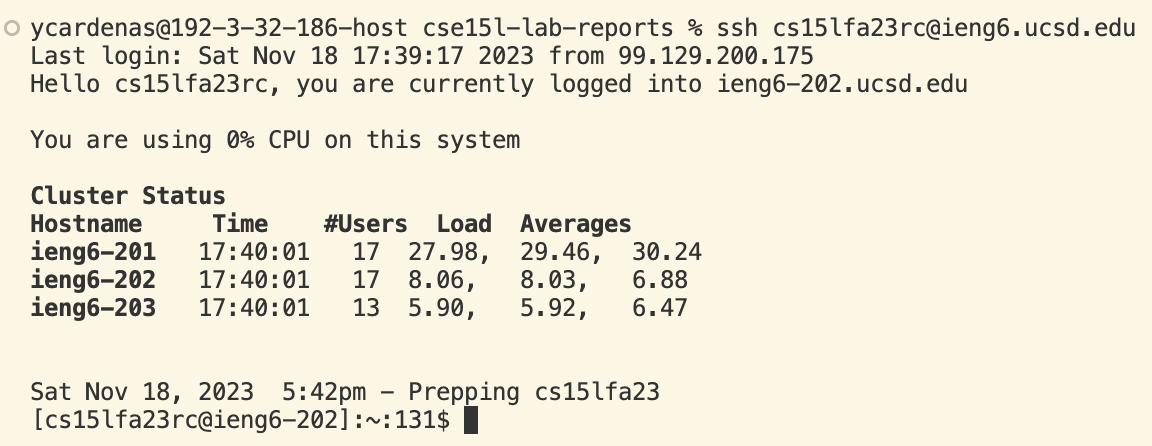 ycardenas@192-3-32-186-host cse15l-lab-reports % ssh cs15lfa23rc@ieng6.ucsd.edu
Last login: Sat Nov 18 17:39:17 2023 from 99.129.200.175
Hello cs15lfa23rc, you are currently logged into ieng6-202.ucsd.edu
You are using 0% CPU on this system
Cluster Status
Hostname     Time    #Users  Load  Averages
ieng6-201   17:40:01   17  27.98,  29.46,  30.24
ieng6-202   17:40:01   17  8.06,   8.03,   6.88
ieng6-203   17:40:01   13  5.90,   5.92,   6.47
Sat Nov 18, 2023  5:42pm - Prepping cs15lfa23
[cs15lfa23rc@ieng6-202]:~:131$